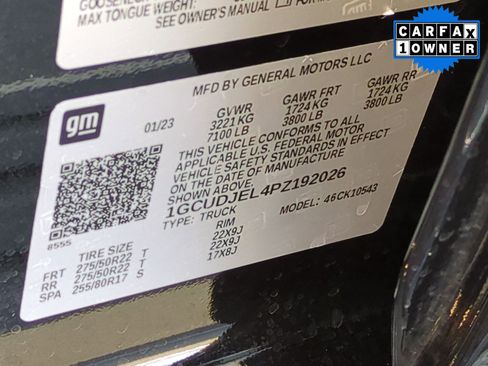 GOOSENECK
MAX TONGUE WEIGHT:
SEE OWNER'S MANUAL
CARFAX
1 OWNER
gm
MFD BY GENERAL MOTORS LLC
01/23
GVWR GAWR FRT GAWR RR
3221 KG 1724 KG 1724 KG
7100 LB 3800 LB 3800 LB
THIS VEHICLE CONFORMS TO ALL
APPLICABLE U.S. FEDERAL MOTOR
VEHICLE SAFETY STANDARDS IN EFFECT
ON THE DATE OF MANUFACTURE
SHOWN ABOVE.
1GCUDJEL4PZ192026
TYPE: TRUCK MODEL: 46CK10543
8555
TIRE SIZE RIM
FRT 275/50R22 T 22X9J
RR 275/50R22 T 22X9J
SPA 255/80R17 S 17X8J